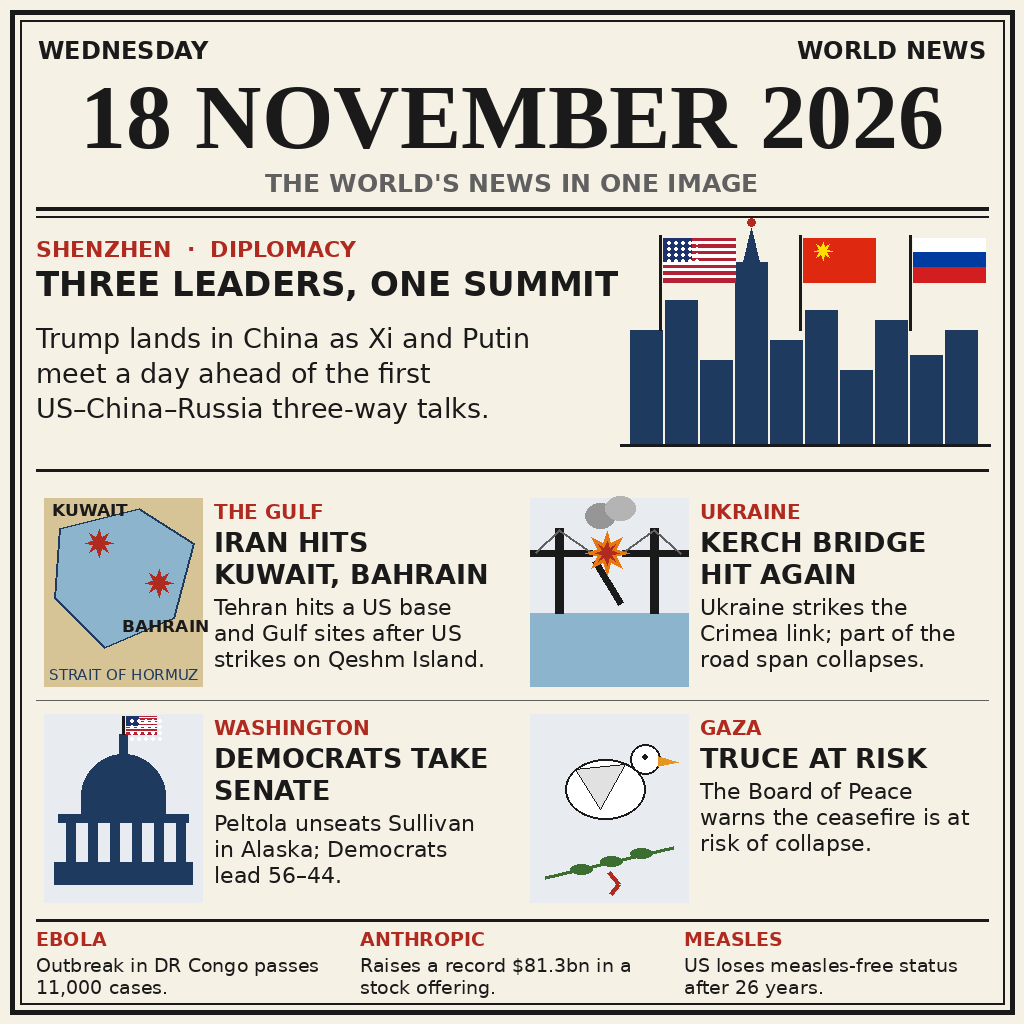 WEDNESDAY
WORLD NEWS
18 NOVEMBER 2026
THE WORLD'S NEWS IN ONE IMAGE
SHENZHEN · DIPLOMACY
THREE LEADERS, ONE SUMMIT
Trump lands in China as Xi and Putin
meet a day ahead of the first
US–China–Russia three-way talks.
KUWAIT
BAHRAIN
STRAIT OF HORMUZ
THE GULF
IRAN HITS
KUWAIT, BAHRAIN
Tehran hits a US base
and Gulf sites after US
strikes on Qeshm Island.
UKRAINE
KERCH BRIDGE
HIT AGAIN
Ukraine strikes the
Crimea link; part of the
road span collapses.
WASHINGTON
DEMOCRATS TAKE
SENATE
Peltola unseats Sullivan
in Alaska; Democrats
lead 56–44.
GAZA
TRUCE AT RISK
The Board of Peace
warns the ceasefire is at
risk of collapse.
EBOLA
Outbreak in DR Congo passes
11,000 cases.
ANTHROPIC
Raises a record $81.3bn in a
stock offering.
MEASLES
US loses measles-free status
after 26 years.